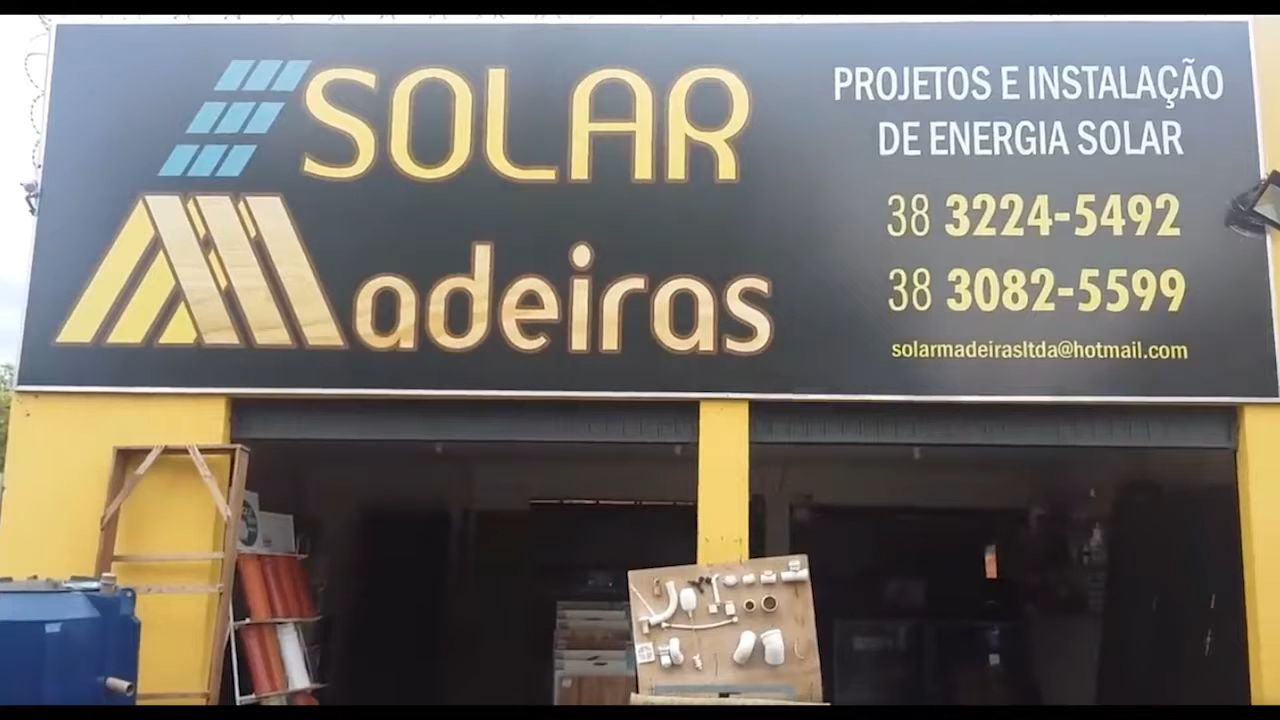 SOLAR
Madeiras
PROJETOS E INSTALAÇÃO
DE ENERGIA SOLAR
38 3224-5492
38 3082-5599
solarmadeirasltda@hotmail.com